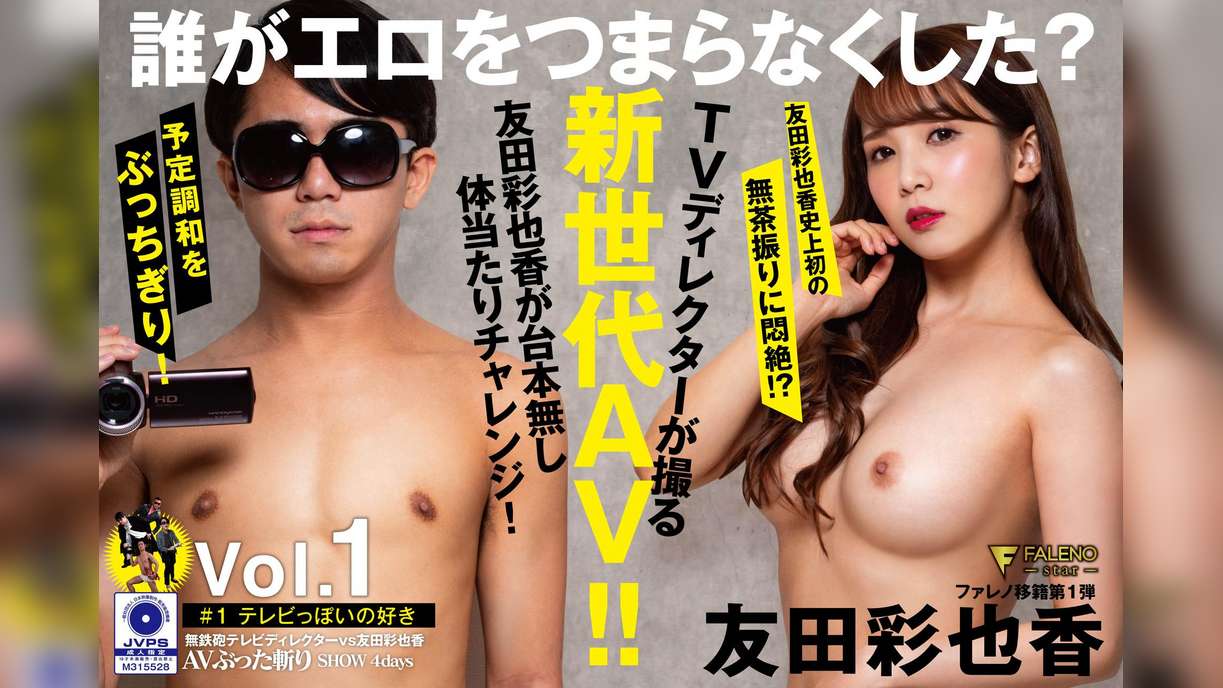 誰がエロをつまらなくした？
予定調和を
ぶっちぎり！
新世代AV!!
TVディレクターが撮る
友田彩也香が台本無し
体当たりチャレンジ！
友田彩也香史上初の
無茶振りに悶絶!?
HD
Vol.1
#1 テレビっぽいの好き
無鉄砲テレビディレクターvs友田彩也香
AVぶった斬り SHOW 4days
JVPS
成人指定
M315528
FALENO
star
ファレノ移籍第1弾
友田彩也香